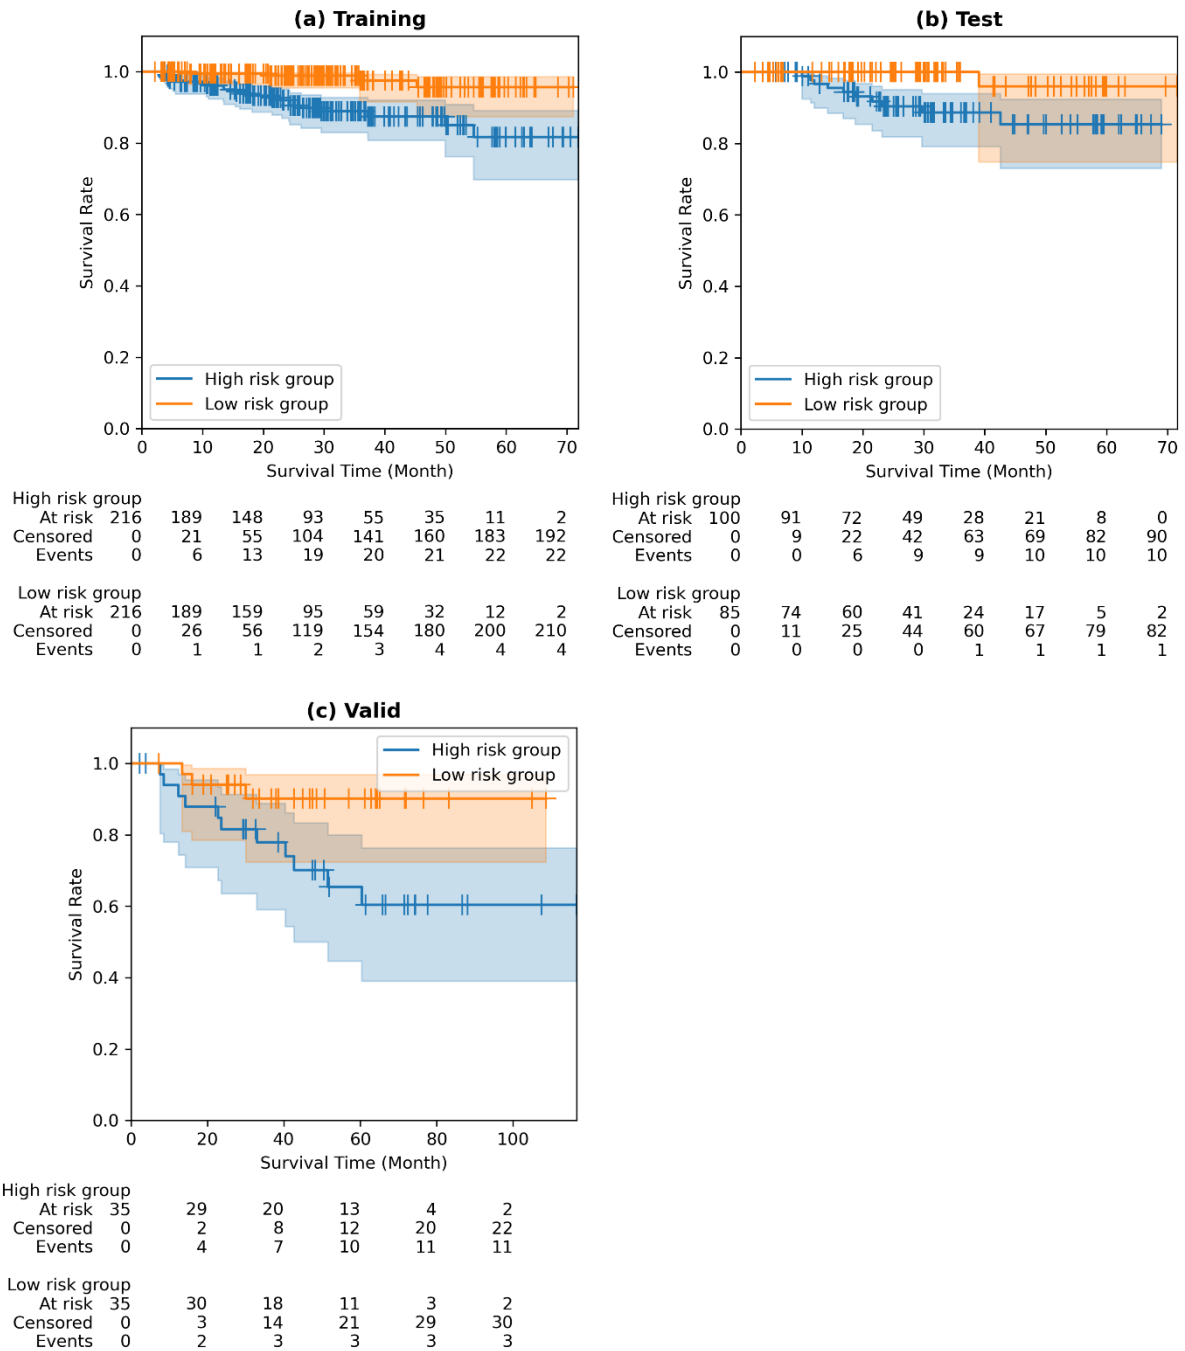 (a) Training
1.0
0.8
0.6
0.4
0.2
0.0
Survival Rate
High risk group
Low risk group
0 10 20 30 40 50 60 70
Survival Time (Month)
High risk group
At risk 216 189 148 93 55 35 11 2
Censored 0 21 55 104 141 160 183 192
Events 0 6 13 19 20 21 22 22
Low risk group
At risk 216 189 159 95 59 32 12 2
Censored 0 26 56 119 154 180 200 210
Events 0 1 1 2 3 4 4 4
(b) Test
1.0
0.8
0.6
0.4
0.2
0.0
Survival Rate
High risk group
Low risk group
0 10 20 30 40 50 60 70
Survival Time (Month)
High risk group
At risk 100 91 72 49 28 21 8 0
Censored 0 9 22 42 63 69 82 90
Events 0 0 6 9 9 10 10 10
Low risk group
At risk 85 74 60 41 24 17 5 2
Censored 0 11 25 44 60 67 79 82
Events 0 0 0 0 1 1 1 1
(c) Valid
High risk group
Low risk group
1.0
0.8
0.6
0.4
0.2
0.0
Survival Rate
0 20 40 60 80 100
Survival Time (Month)
High risk group
At risk 35 29 20 13 4 2
Censored 0 2 8 12 20 22
Events 0 4 7 10 11 11
Low risk group
At risk 35 30 18 11 3 2
Censored 0 3 14 21 29 30
Events 0 2 3 3 3 3